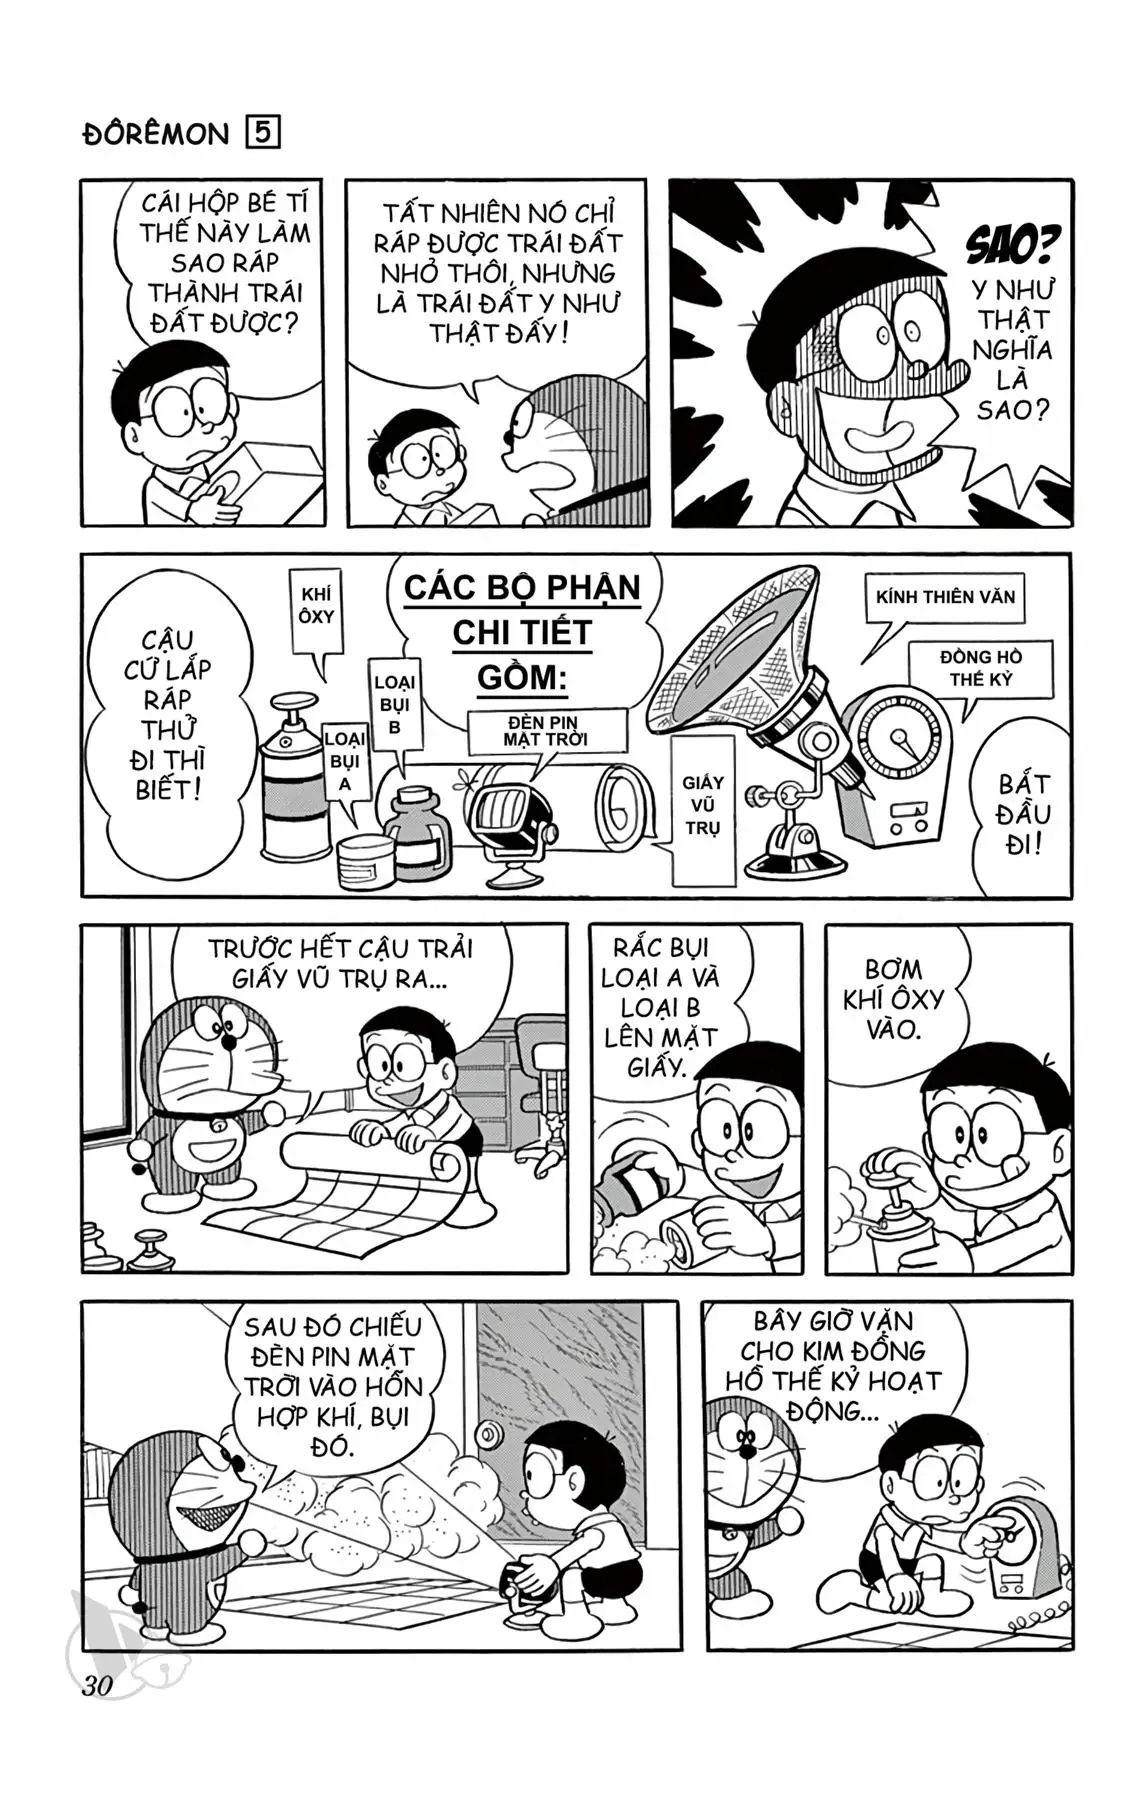 ĐÔRÊMON 5
CÁI HỘP BÉ TÍ
THẾ NÀY LÀM
SAO RÁP
THÀNH TRÁI
ĐẤT ĐƯỢC?
TẤT NHIÊN NÓ CHỈ
RÁP ĐƯỢC TRÁI ĐẤT
NHỎ THÔI, NHƯNG
LÀ TRÁI ĐẤT Y NHƯ
THẬT ĐẤY!
SAO?
Y NHƯ
THẬT
NGHĨA
LÀ
SAO?
CẬU
CỨ LẮP
RÁP
THỬ
ĐI THÌ
BIẾT!
KHÍ
ÔXY
LOẠI
BỤI
A
LOẠI
BỤI
B
CÁC BỘ PHẬN
CHI TIẾT
GỒM:
ĐÈN PIN
MẶT TRỜI
GIẤY
VŨ
TRỤ
KÍNH THIÊN VĂN
ĐỒNG HỒ
THẾ KỶ
BẮT
ĐẦU
ĐI!
TRƯỚC HẾT CẬU TRẢI
GIẤY VŨ TRỤ RA...
RẮC BỤI
LOẠI A VÀ
LOẠI B
LÊN MẶT
GIẤY.
BƠM
KHÍ ÔXY
VÀO.
SAU ĐÓ CHIẾU
ĐÈN PIN MẶT
TRỜI VÀO HỖN
HỢP KHÍ, BỤI
ĐÓ.
BÂY GIỜ VẶN
CHO KIM ĐỒNG
HỒ THẾ KỶ HOẠT
ĐỘNG...
30